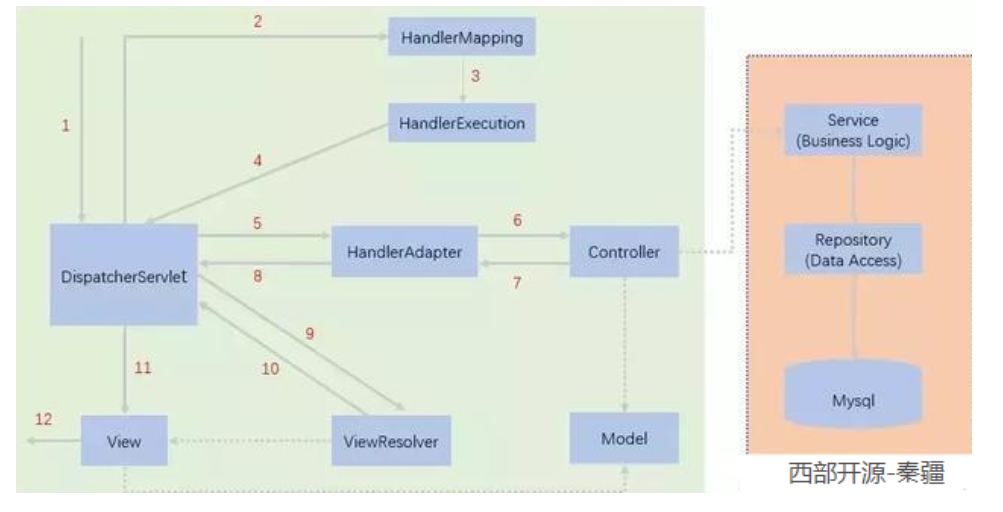 2
HandlerMapping
3
1
HandlerExecution
4
Service
(Business Logic)
5
6
DispatcherServlet
HandlerAdapter
Controller
Repository
(Data Access)
8
7
9
10
11
12
View
ViewResolver
Model
Mysql
西部开源-秦疆